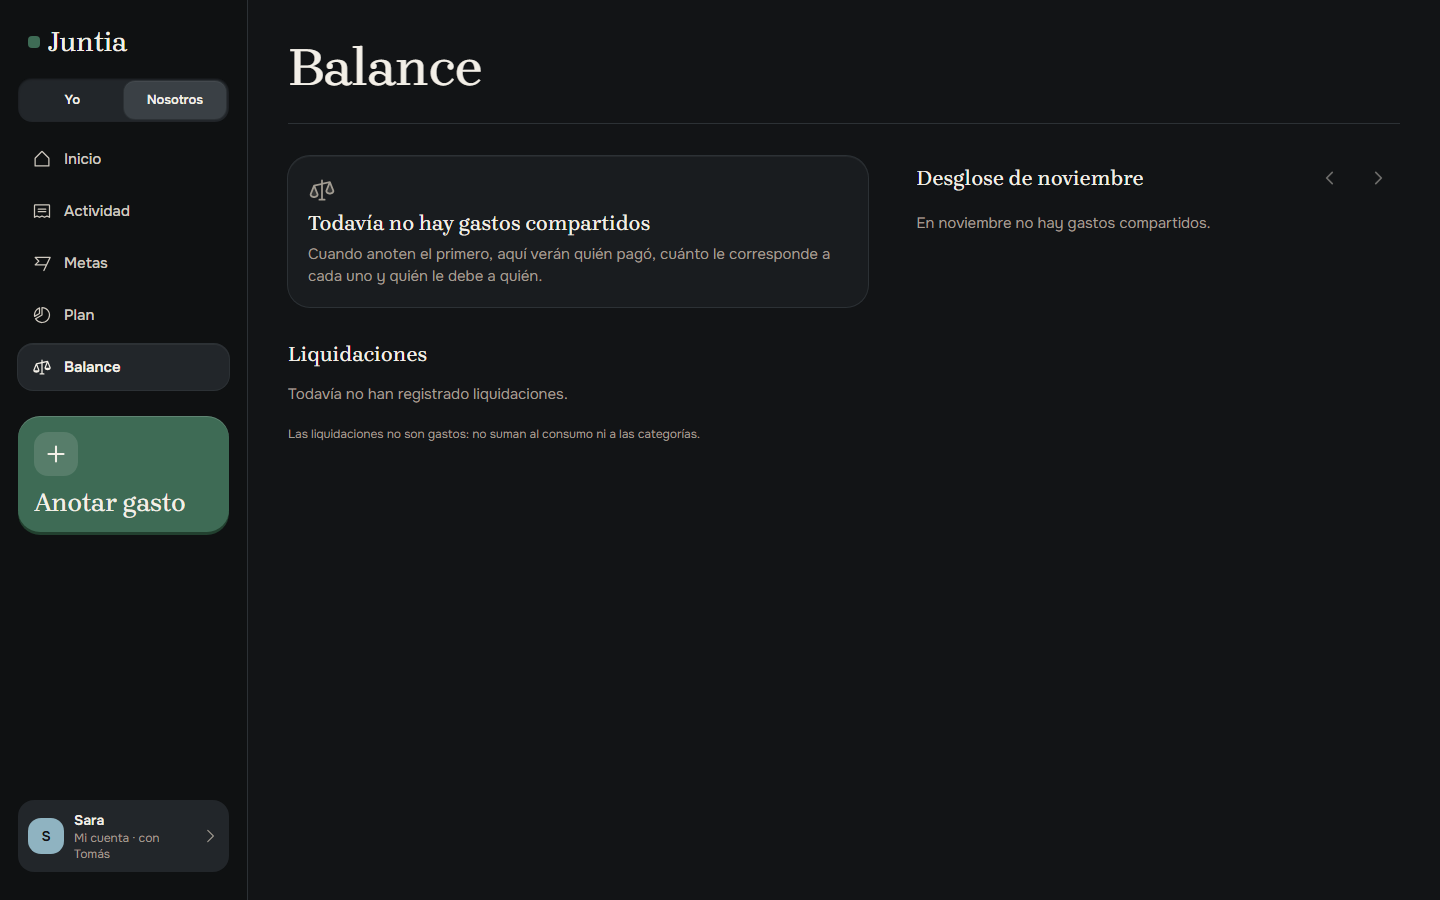 Juntia
Yo
Nosotros
Inicio
Actividad
Metas
Plan
Balance
Anotar gasto
S
Sara
Mi cuenta · con
Tomás
Balance
Todavía no hay gastos compartidos
Cuando anoten el primero, aquí verán quién pagó, cuánto le corresponde a
cada uno y quién le debe a quién.
Liquidaciones
Todavía no han registrado liquidaciones.
Las liquidaciones no son gastos: no suman al consumo ni a las categorías.
Desglose de noviembre
En noviembre no hay gastos compartidos.